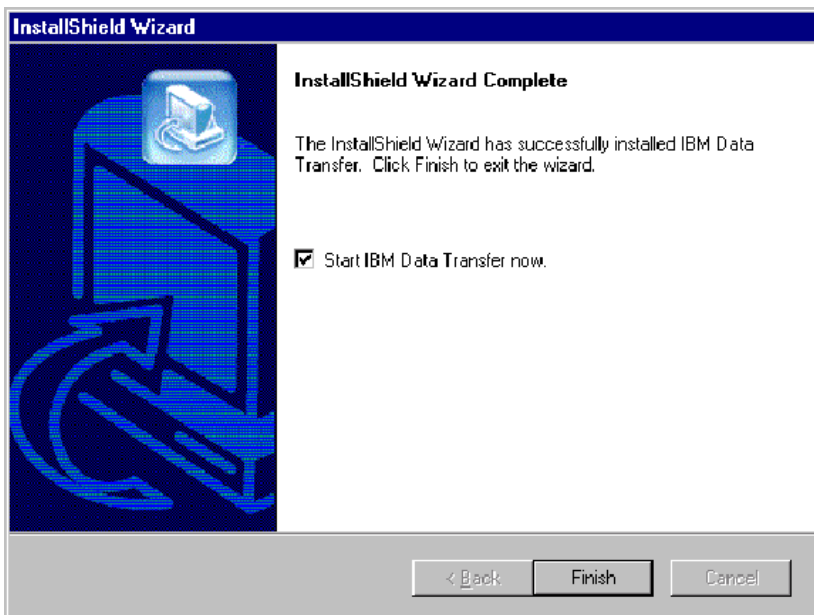 InstallShield Wizard
InstallShield Wizard Complete
The InstallShield Wizard has successfully installed IBM Data
Transfer. Click Finish to exit the wizard.
Start IBM Data Transfer now.
< Back Finish Cancel